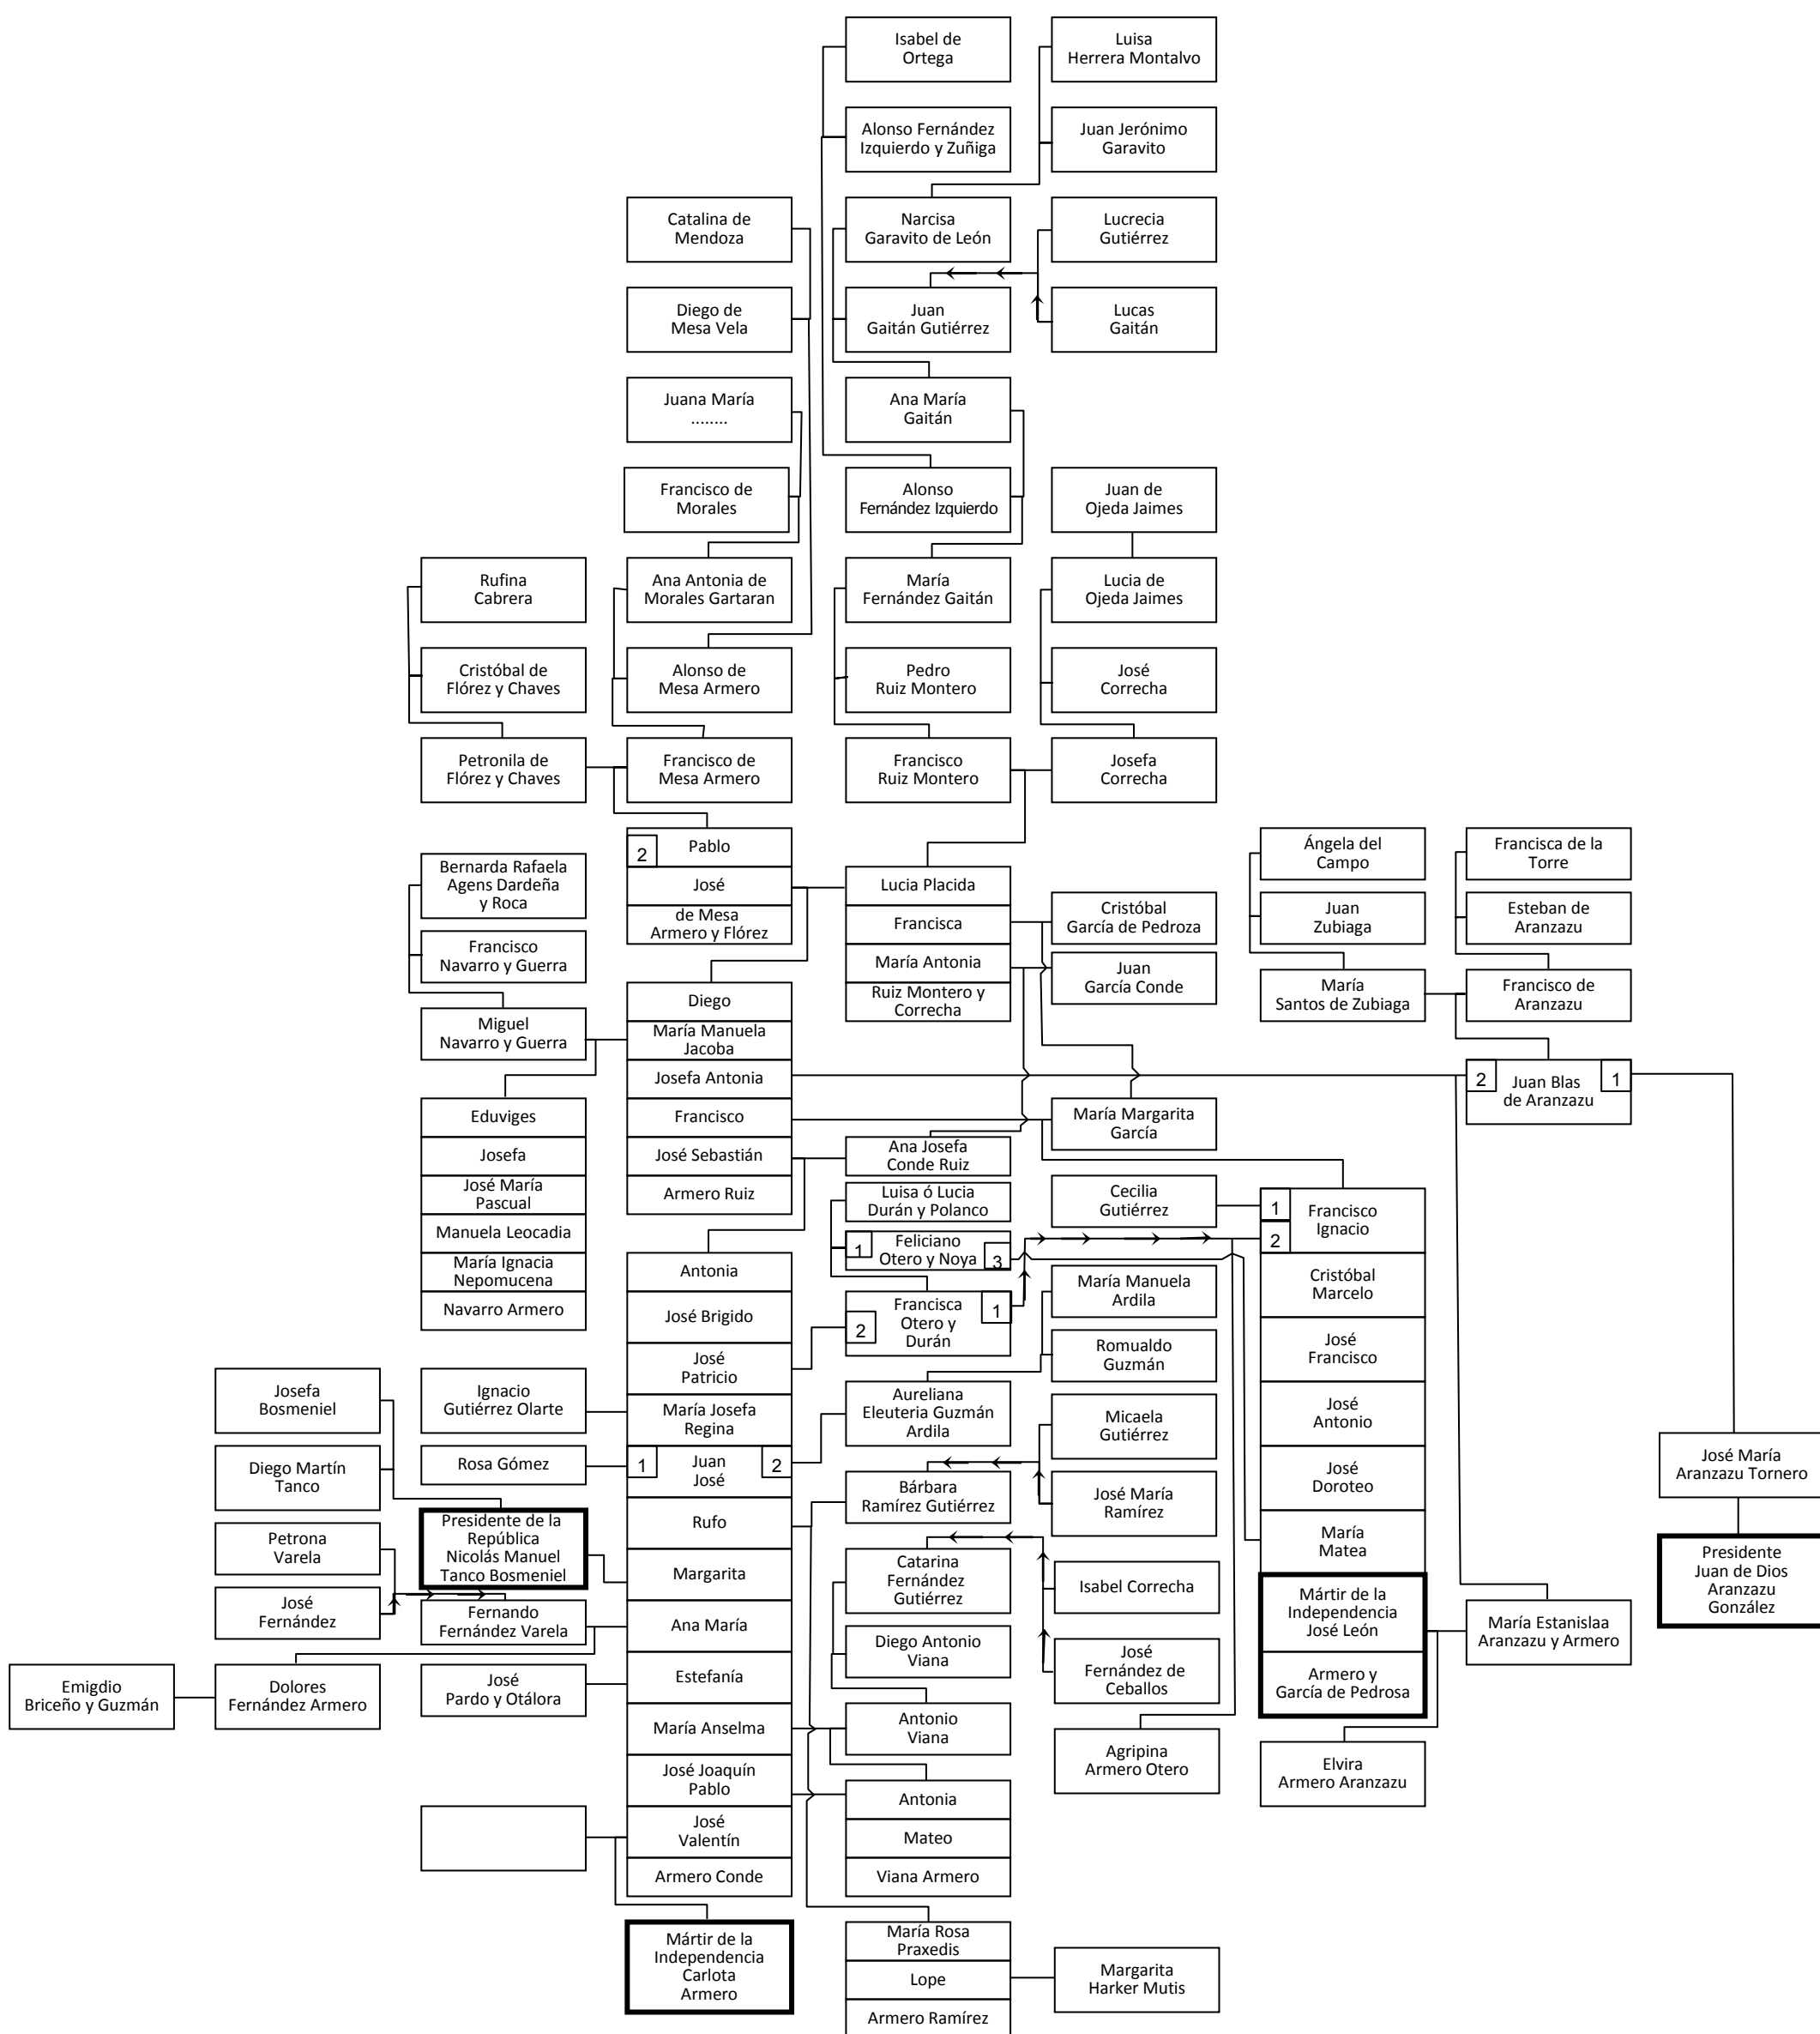 Isabel de
Ortega
Luisa
Herrera Montalvo
Alonso Fernández
Izquierdo y Zuñiga
Juan Jerónimo
Garavito
Catalina de
Mendoza
Narcisa
Garavito de León
Lucrecia
Gutiérrez
Diego de
Mesa Vela
Juan
Gaitán Gutiérrez
Lucas
Gaitán
Juana María
........
Ana María
Gaitán
Francisco de
Morales
Alonso
Fernández Izquierdo
Juan de
Ojeda Jaimes
Rufina
Cabrera
Ana Antonia de
Morales Gartaran
María
Fernández Gaitán
Lucia de
Ojeda Jaimes
Cristóbal de
Flórez y Chaves
Alonso de
Mesa Armero
Pedro
Ruiz Montero
José
Correcha
Petronila de
Flórez y Chaves
Francisco de
Mesa Armero
Francisco
Ruiz Montero
Josefa
Correcha
2
Pablo
José
de Mesa
Armero y Flórez
Bernarda Rafaela
Agens Dardeña
y Roca
Francisco
Navarro y Guerra
Miguel
Navarro y Guerra
Lucia Placida
Francisca
María Antonia
Ruiz Montero y
Correcha
Cristóbal
García de Pedroza
Juan
García Conde
Ángela del
Campo
Francisca de la
Torre
Juan
Zubiaga
Esteban de
Aranzazu
María
Santos de Zubiaga
Francisco de
Aranzazu
Diego
María Manuela
Jacoba
Josefa Antonia
Francisco
José Sebastián
Armero Ruiz
2
Juan Blas
de Aranzazu
1
Eduviges
Josefa
José María
Pascual
Manuela Leocadia
María Ignacia
Nepomucena
Navarro Armero
María Margarita
García
Ana Josefa
Conde Ruiz
Luisa ó Lucia
Durán y Polanco
1
Feliciano
Otero y Noya
3
Cecilia
Gutiérrez
1
2
Francisco
Ignacio
Cristóbal
Marcelo
José
Francisco
José
Antonio
José
Doroteo
María
Matea
Mártir de la
Independencia
José León
Armero y
García de Pedrosa
Antonia
José Brigido
José
Patricio
María Josefa
Regina
1
Juan
José
2
Rufo
Margarita
Ana María
Estefanía
María Anselma
José Joaquín
Pablo
José
Valentín
Armero Conde
Francisca
Otero y
Durán
1
2
María Manuela
Ardila
Romualdo
Guzmán
Josefa
Bosmeniel
Ignacio
Gutiérrez Olarte
Aureliana
Eleuteria Guzmán
Ardila
Micaela
Gutiérrez
Diego Martín
Tanco
Rosa Gómez
Bárbara
Ramírez Gutiérrez
José María
Ramírez
José María
Aranzazu Tornero
Petrona
Varela
Presidente de la
República
Nicolás Manuel
Tanco Bosmeniel
Catarina
Fernández
Gutiérrez
Isabel Correcha
Presidente
Juan de Dios
Aranzazu
González
José
Fernández
Fernando
Fernández Varela
Diego Antonio
Viana
José
Fernández de
Ceballos
María Estanislaa
Aranzazu y Armero
Emigdio
Briceño y Guzmán
Dolores
Fernández Armero
José
Pardo y Otálora
Antonio
Viana
Agripina
Armero Otero
Elvira
Armero Aranzazu
Antonia
Mateo
Viana Armero
Mártir de la
Independencia
Carlota
Armero
María Rosa
Praxedis
Lope
Armero Ramírez
Margarita
Harker Mutis